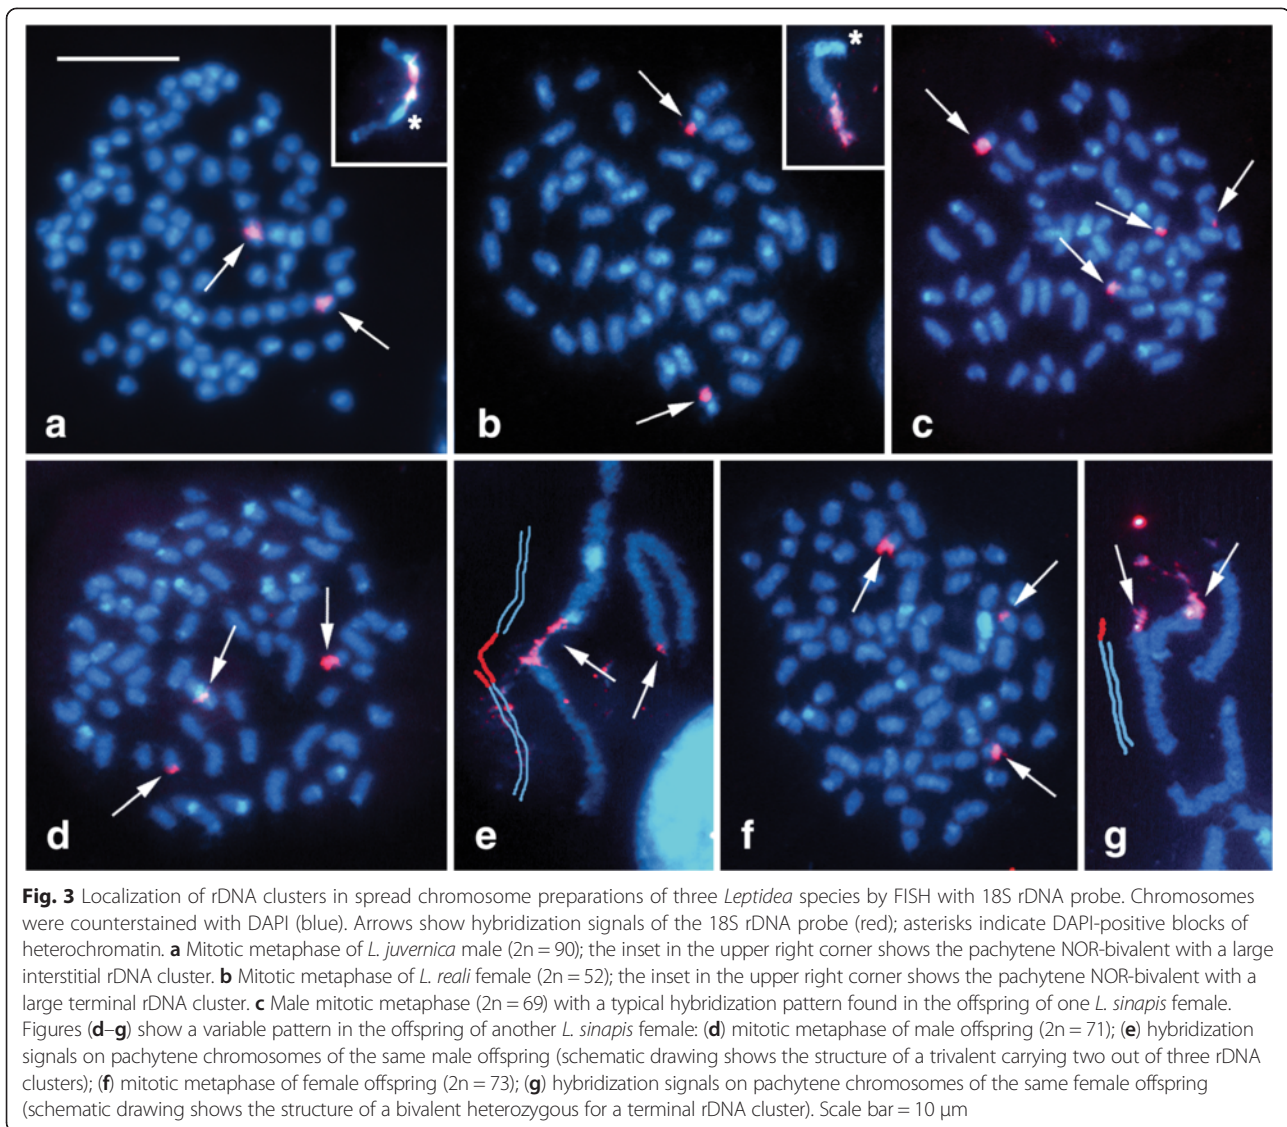 *
*
a
b
c
d
e
f
g
Fig. 3 Localization of rDNA clusters in spread chromosome preparations of three Leptidea species by FISH with 18S rDNA probe. Chromosomes
were counterstained with DAPI (blue). Arrows show hybridization signals of the 18S rDNA probe (red); asterisks indicate DAPI-positive blocks of
heterochromatin. a Mitotic metaphase of L. juvernica male (2n = 90); the inset in the upper right corner shows the pachytene NOR-bivalent with a large
interstitial rDNA cluster. b Mitotic metaphase of L. reali female (2n = 52); the inset in the upper right corner shows the pachytene NOR-bivalent with a
large terminal rDNA cluster. c Male mitotic metaphase (2n = 69) with a typical hybridization pattern found in the offspring of one L. sinapis female.
Figures (d–g) show a variable pattern in the offspring of another L. sinapis female: (d) mitotic metaphase of male offspring (2n = 71); (e) hybridization
signals on pachytene chromosomes of the same male offspring (schematic drawing shows the structure of a trivalent carrying two out of three rDNA
clusters); (f) mitotic metaphase of female offspring (2n = 73); (g) hybridization signals on pachytene chromosomes of the same female offspring
(schematic drawing shows the structure of a bivalent heterozygous for a terminal rDNA cluster). Scale bar = 10 μm